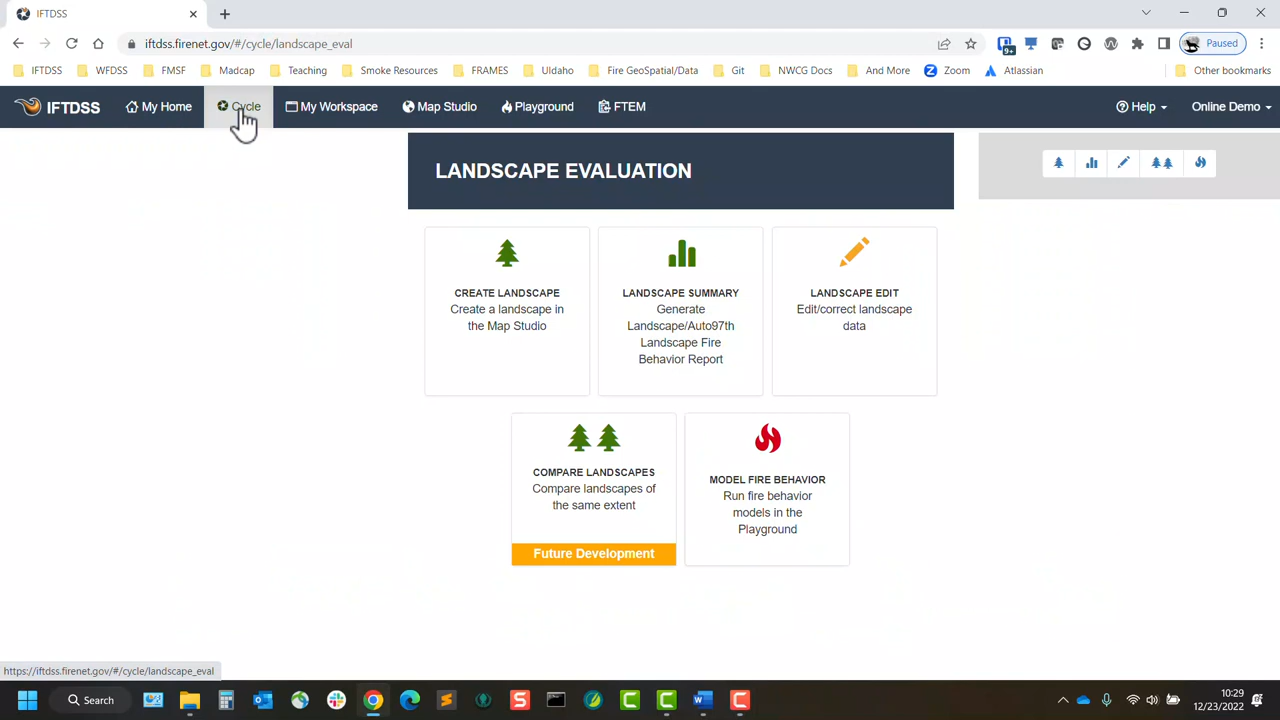 IFTDSS
iftdss.firenet.gov/#/cycle/landscape_eval
9+
Paused
IFTDSS WFDSS FMSF Madcap Teaching Smoke Resources FRAMES UIdaho Fire GeoSpatial/Data Git NWCG Docs And More Zoom Atlassian Other bookmarks
IFTDSS My Home Cycle My Workspace Map Studio Playground FTEM Help Online Demo
LANDSCAPE EVALUATION
CREATE LANDSCAPE
Create a landscape in
the Map Studio
LANDSCAPE SUMMARY
Generate
Landscape/Auto97th
Landscape Fire
Behavior Report
LANDSCAPE EDIT
Edit/correct landscape
data
COMPARE LANDSCAPES
Compare landscapes of
the same extent
Future Development
MODEL FIRE BEHAVIOR
Run fire behavior
models in the
Playground
https://iftdss.firenet.gov/#/cycle/landscape_eval
Search
10:29
12/23/2022